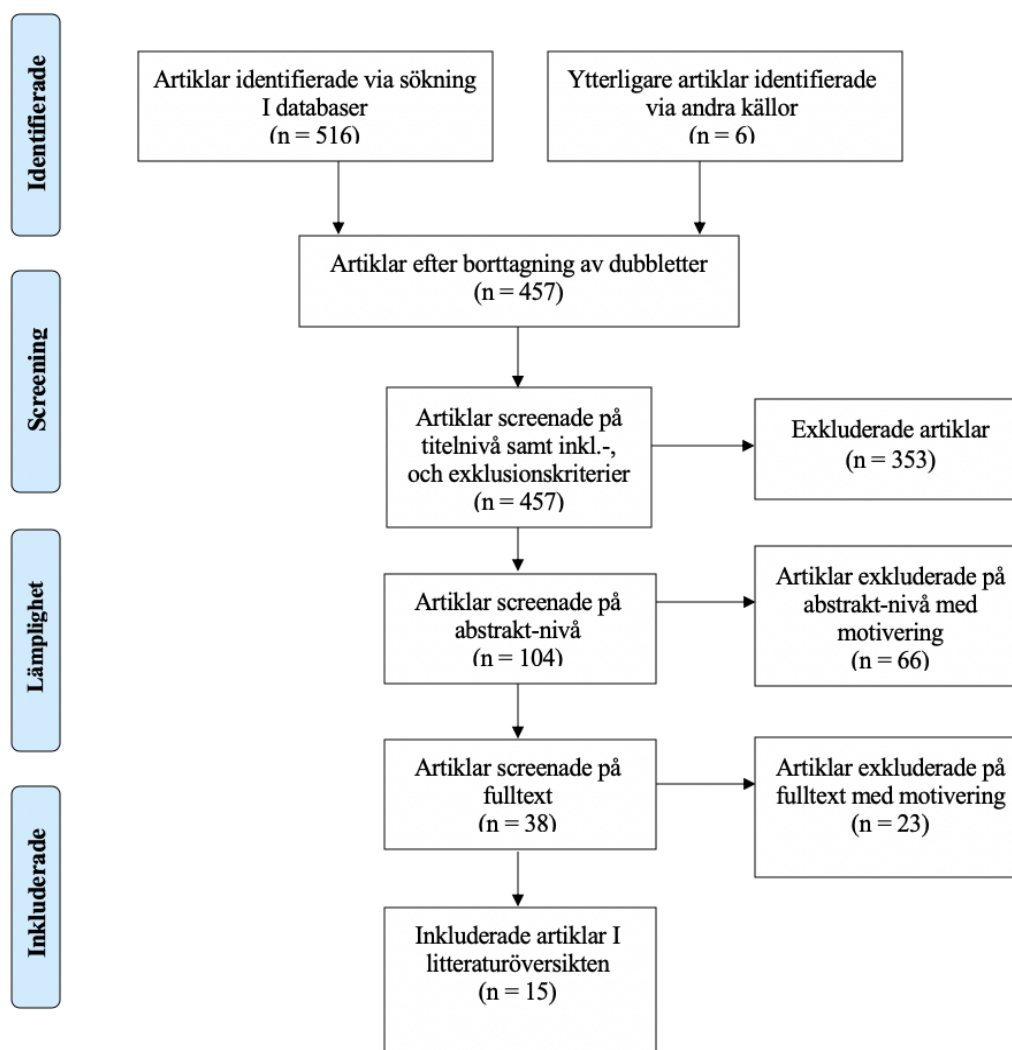 Identifierade
Artiklar identifierade via sökning
I databaser
(n = 516)
Ytterligare artiklar identifierade
via andra källor
(n = 6)
Artiklar efter borttagning av dubbletter
(n = 457)
Screening
Artiklar screenade på
titelnivå samt inkl.-,
och exklusionskriterier
(n = 457)
Exkluderade artiklar
(n = 353)
Lämplighet
Artiklar screenade på
abstrakt-nivå
(n = 104)
Artiklar exkluderade på
abstrakt-nivå med
motivering
(n = 66)
Artiklar screenade på
fulltext
(n = 38)
Artiklar exkluderade på
fulltext med motivering
(n = 23)
Inkluderade
Inkluderade artiklar I
litteraturöversikten
(n = 15)